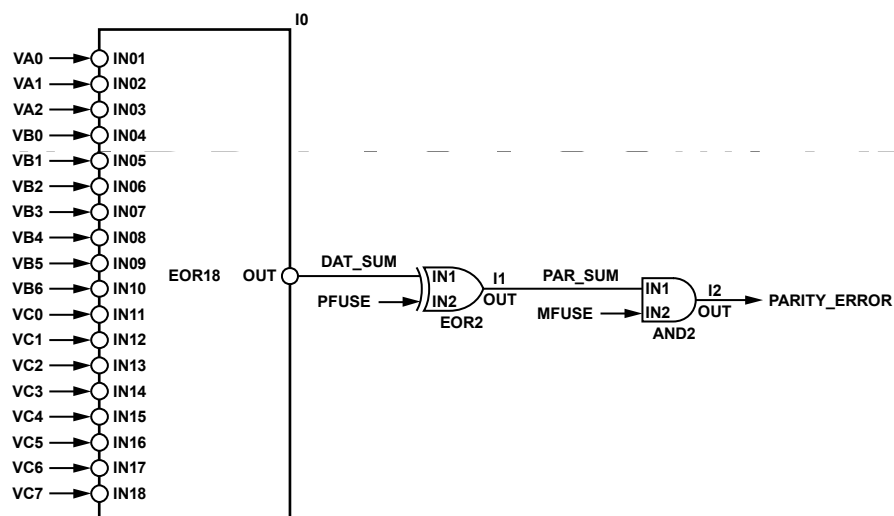 I0
VA0 IN01
VA1 IN02
VA2 IN03
VB0 IN04
VB1 IN05
VB2 IN06
VB3 IN07
VB4 IN08
VB5 IN09
VB6 IN10
VC0 IN11
VC1 IN12
VC2 IN13
VC3 IN14
VC4 IN15
VC5 IN16
VC6 IN17
VC7 IN18
EOR18 OUT
DAT_SUM
PFUSE
IN1
IN2
I1
OUT
EOR2
PAR_SUM
MFUSE
IN1
IN2
I2
OUT
AND2
PARITY_ERROR